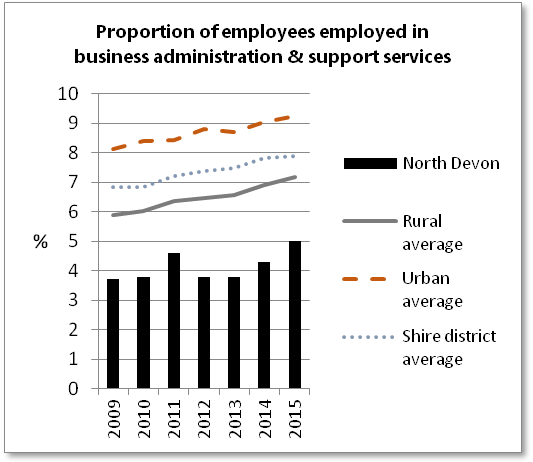 Proportion of employees employed in
business administration & support services
10
9
8
7
6
5
4
3
2
1
0
%
2009
2010
2011
2012
2013
2014
2015
North Devon
Rural
average
Urban
average
Shire district
average